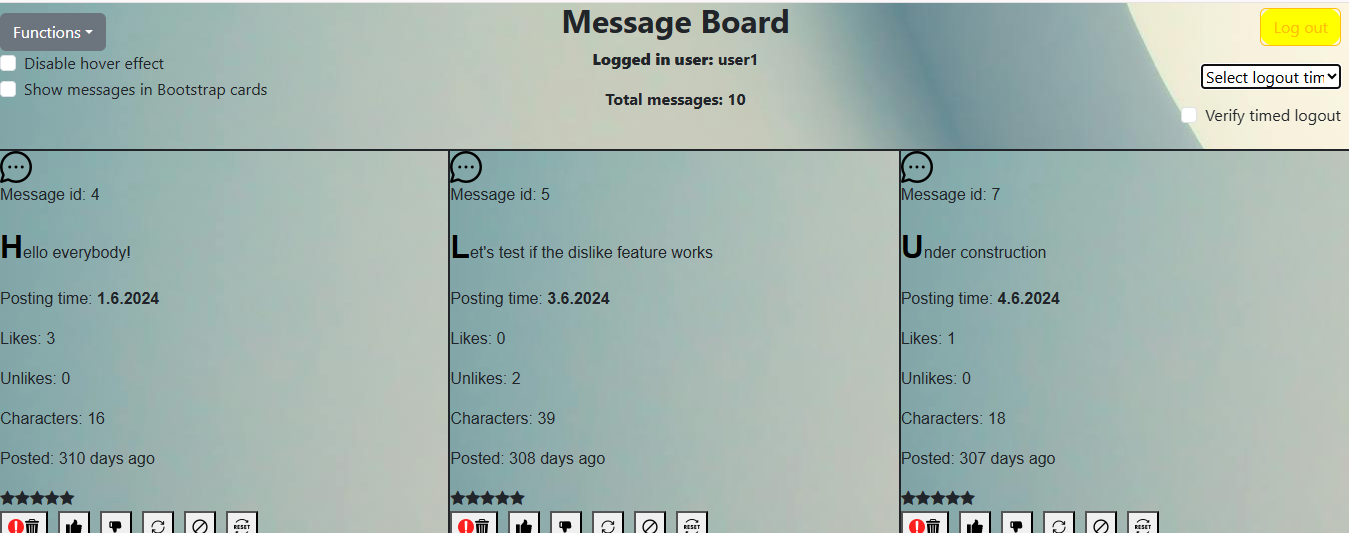 Message Board
Functions
Log out
Logged in user: user1
Disable hover effect
Select logout tim
Show messages in Bootstrap cards
Total messages: 10
Verify timed logout
Message id: 4
Hello everybody!
Posting time: 1.6.2024
Likes: 3
Unlikes: 0
Characters: 16
Posted: 310 days ago
RESET
Message id: 5
Let's test if the dislike feature works
Posting time: 3.6.2024
Likes: 0
Unlikes: 2
Characters: 39
Posted: 308 days ago
RESET
Message id: 7
Under construction
Posting time: 4.6.2024
Likes: 1
Unlikes: 0
Characters: 18
Posted: 307 days ago
RESET